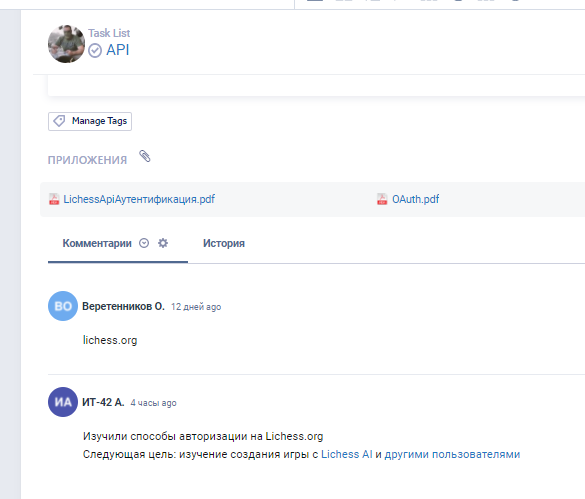 Task List
API
Manage Tags
ПРИЛОЖЕНИЯ
LichessApiАутентификация.pdf OAuth.pdf
Комментарии История
ВО Веретенников О. 12 дней ago
lichess.org
ИА ИТ-42 А. 4 часы ago
Изучили способы авторизации на Lichess.org
Следующая цель: изучение создания игры с Lichess AI и другими пользователями